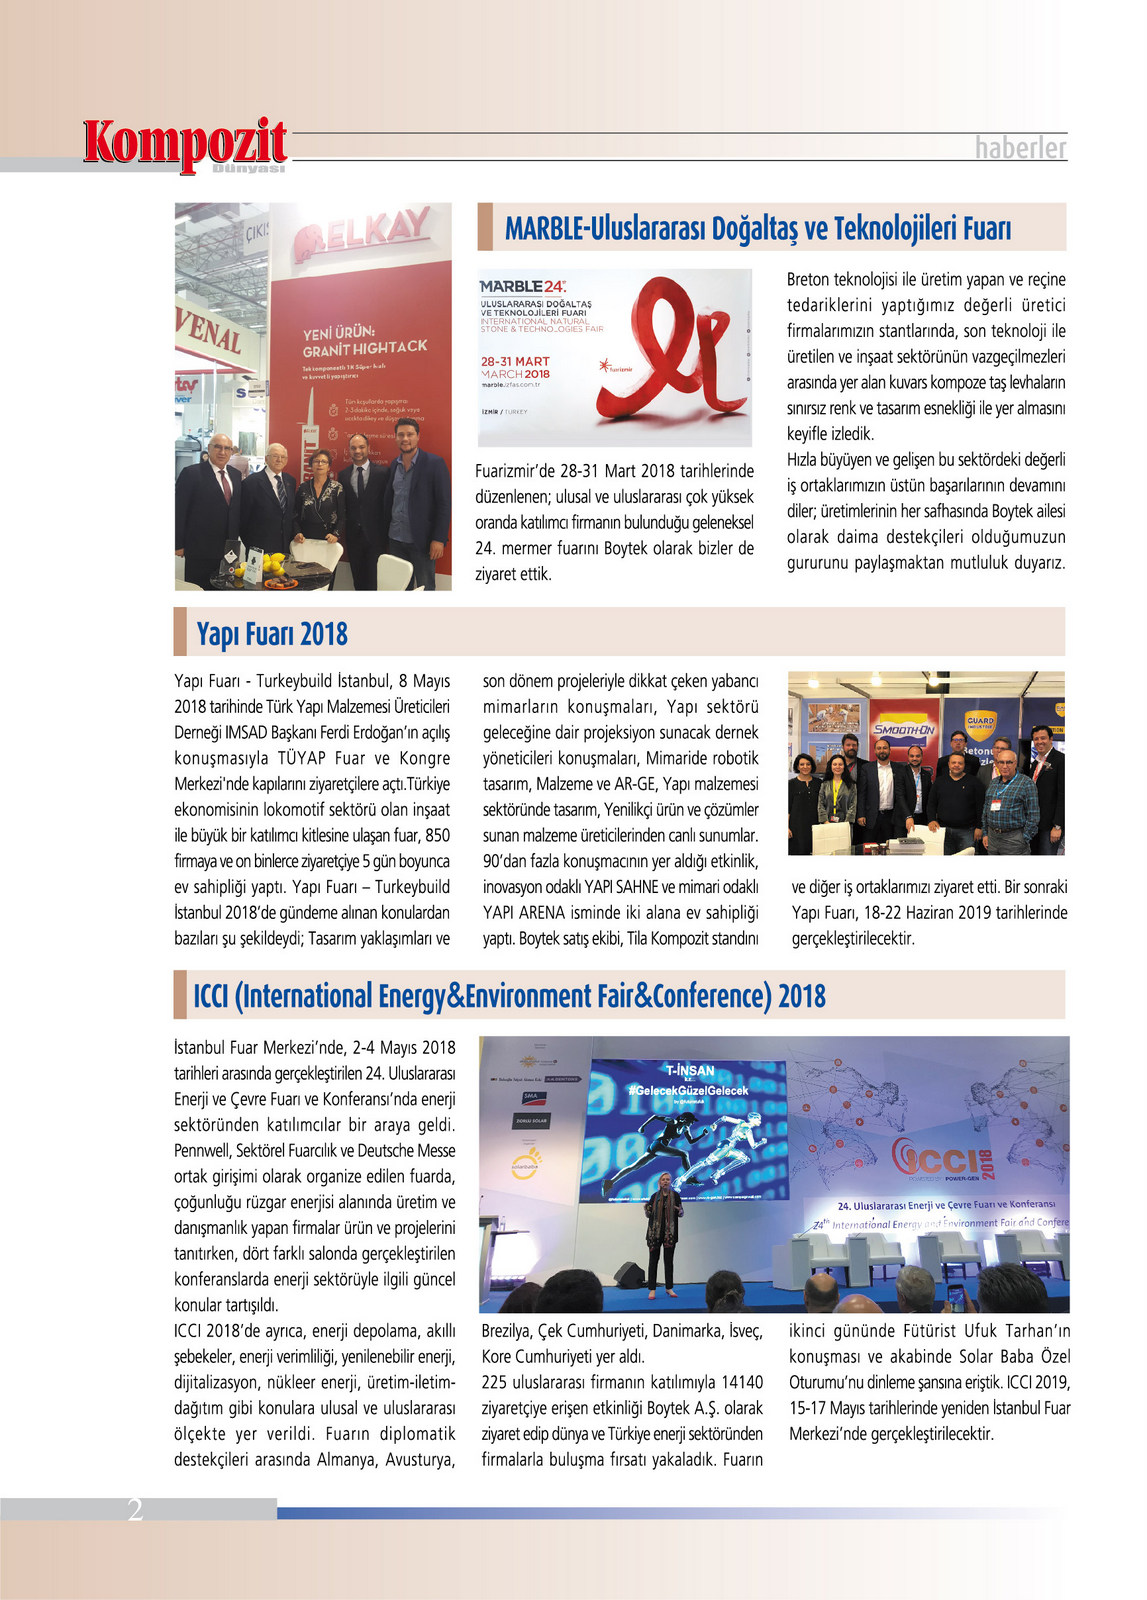 Kompozit
Dünyası
haberler
MARBLE-Uluslararası Doğaltaş ve Teknolojileri Fuarı
ÇIKIŞ
ELKAY
VENAL
YENİ ÜRÜN:
GRANİT HIGHTACK
MARBLE 24.
ULUSLARARASI DOĞALTAŞ
VE TEKNOLOJİLERİ FUARI
INTERNATIONAL NATURAL
STONE & TECHNOLOGIES FAIR
28-31 MART
MARCH 2018
marble.izfas.com.tr
fuarizmir
İZMİR / TURKEY
Fuarizmir’de 28-31 Mart 2018 tarihlerinde
düzenlenen; ulusal ve uluslararası çok yüksek
oranda katılımcı firmanın bulunduğu geleneksel
24. mermer fuarını Boytek olarak bizler de
ziyaret ettik.
Breton teknolojisi ile üretim yapan ve reçine
tedariklerini yaptığımız değerli üretici
firmalarımızın stantlarında, son teknoloji ile
üretilen ve inşaat sektörünün vazgeçilmezleri
arasında yer alan kuvars kompoze taş levhaların
sınırsız renk ve tasarım esnekliği ile yer almasını
keyifle izledik.
Hızla büyüyen ve gelişen bu sektördeki değerli
iş ortaklarımızın üstün başarılarının devamını
diler; üretimlerinin her safhasında Boytek ailesi
olarak daima destekçileri olduğumuzun
gururunu paylaşmaktan mutluluk duyarız.
Yapı Fuarı 2018
Yapı Fuarı - Turkeybuild İstanbul, 8 Mayıs
2018 tarihinde Türk Yapı Malzemesi Üreticileri
Derneği IMSAD Başkanı Ferdi Erdoğan’ın açılış
konuşmasıyla TÜYAP Fuar ve Kongre
Merkezi'nde kapılarını ziyaretçilere açtı.Türkiye
ekonomisinin lokomotif sektörü olan inşaat
ile büyük bir katılımcı kitlesine ulaşan fuar, 850
firmaya ve on binlerce ziyaretçiye 5 gün boyunca
ev sahipliği yaptı. Yapı Fuarı – Turkeybuild
İstanbul 2018’de gündeme alınan konulardan
bazıları şu şekildeydi; Tasarım yaklaşımları ve
son dönem projeleriyle dikkat çeken yabancı
mimarların konuşmaları, Yapı sektörü
geleceğine dair projeksiyon sunacak dernek
yöneticileri konuşmaları, Mimaride robotik
tasarım, Malzeme ve AR-GE, Yapı malzemesi
sektöründe tasarım, Yenilikçi ürün ve çözümler
sunan malzeme üreticilerinden canlı sunumlar.
90’dan fazla konuşmacının yer aldığı etkinlik,
inovasyon odaklı YAPI SAHNE ve mimari odaklı
YAPI ARENA isminde iki alana ev sahipliği
yaptı. Boytek satış ekibi, Tila Kompozit standını
SMOOTH-ON
GUARD
ve diğer iş ortaklarımızı ziyaret etti. Bir sonraki
Yapı Fuarı, 18-22 Haziran 2019 tarihlerinde
gerçekleştirilecektir.
ICCI (International Energy&Environment Fair&Conference) 2018
İstanbul Fuar Merkezi’nde, 2-4 Mayıs 2018
tarihleri arasında gerçekleştirilen 24. Uluslararası
Enerji ve Çevre Fuarı ve Konferansı’nda enerji
sektöründen katılımcılar bir araya geldi.
Pennwell, Sektörel Fuarcılık ve Deutsche Messe
ortak girişimi olarak organize edilen fuarda,
çoğunluğu rüzgar enerjisi alanında üretim ve
danışmanlık yapan firmalar ürün ve projelerini
tanıtırken, dört farklı salonda gerçekleştirilen
konferanslarda enerji sektörüyle ilgili güncel
konular tartışıldı.
ICCI 2018’de ayrıca, enerji depolama, akıllı
şebekeler, enerji verimliliği, yenilenebilir enerji,
dijitalizasyon, nükleer enerji, üretim-iletim-
dağıtım gibi konulara ulusal ve uluslararası
ölçekte yer verildi. Fuarın diplomatik
destekçileri arasında Almanya, Avusturya,
T-İNSAN
İLE
#GelecekGüzelGelecek
SMA
ICCI 2018
POWER-GEN
24. Uluslararası Enerji ve Çevre Fuarı ve Konferansı
24th International Energy and Environment Fair and Confere
Brezilya, Çek Cumhuriyeti, Danimarka, İsveç,
Kore Cumhuriyeti yer aldı.
225 uluslararası firmanın katılımıyla 14140
ziyaretçiye erişen etkinliği Boytek A.Ş. olarak
ziyaret edip dünya ve Türkiye enerji sektöründen
firmalarla buluşma fırsatı yakaladık. Fuarın
ikinci gününde Fütürist Ufuk Tarhan’ın
konuşması ve akabinde Solar Baba Özel
Oturumu’nu dinleme şansına eriştik. ICCI 2019,
15-17 Mayıs tarihlerinde yeniden İstanbul Fuar
Merkezi’nde gerçekleştirilecektir.
2